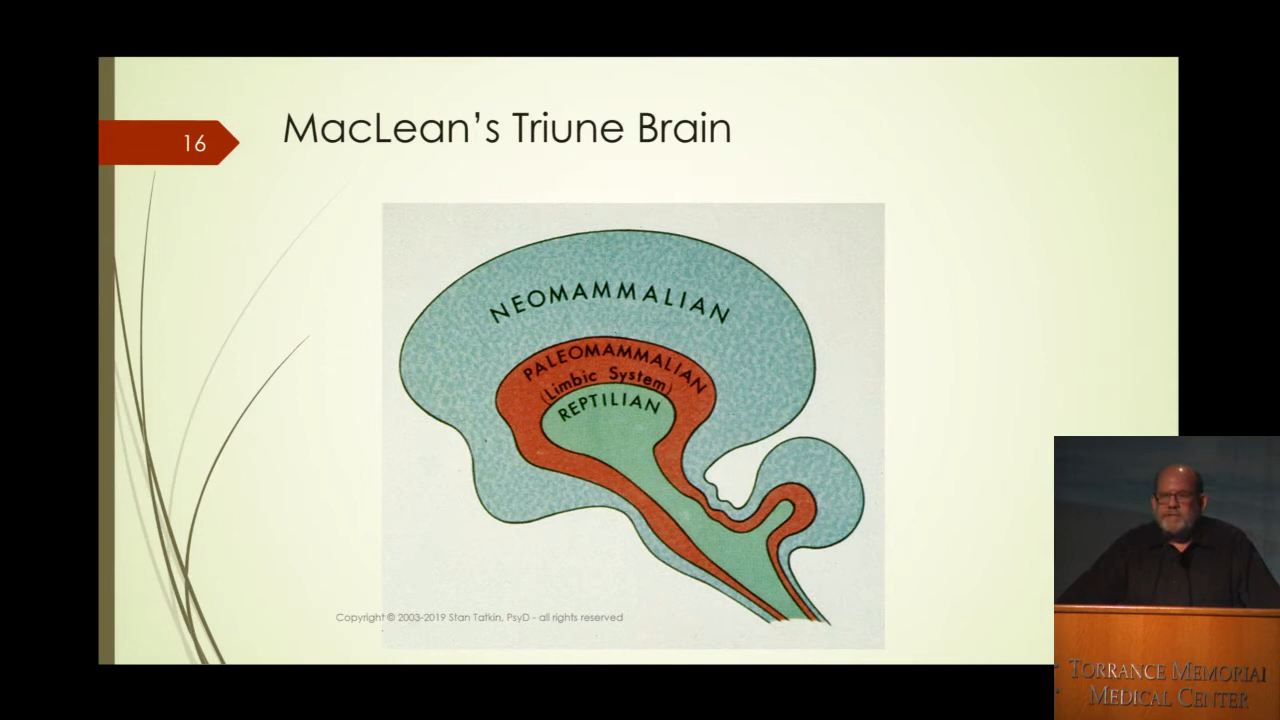 16
MacLean’s Triune Brain
NEOMAMMALIAN
PALEOMAMMALIAN
(Limbic System)
REPTILIAN
Copyright © 2003-2019 Stan Tatkin, PsyD - all rights reserved
TORRANCE MEMORIAL
MEDICAL CENTER